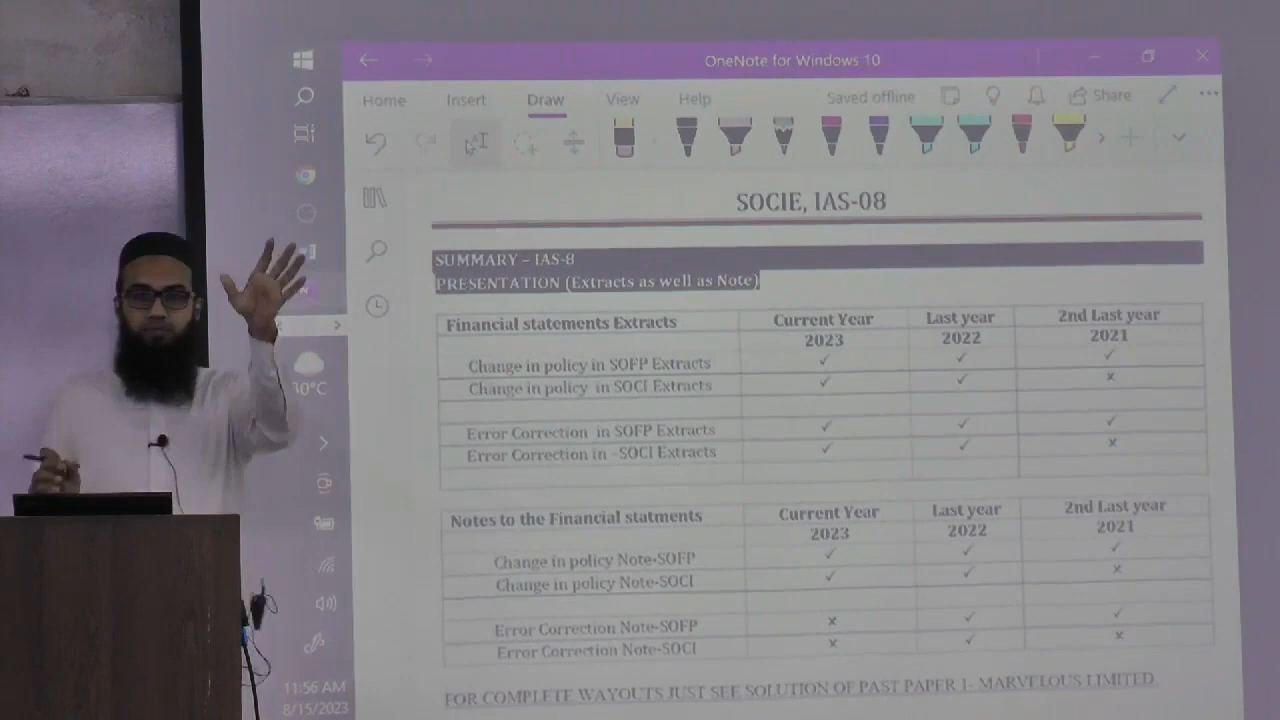 OneNote for Windows 10
Home Insert Draw View Help Saved offline Share
SOCIE, IAS-08
SUMMARY – IAS-8
PRESENTATION (Extracts as well as Note)
Financial statements Extracts Current Year Last year 2nd Last year
2023 2022 2021
Change in policy in SOFP Extracts ✓ ✓ ✓
Change in policy in SOCI Extracts ✓ ✓ ×
Error Correction in SOFP Extracts ✓ ✓ ✓
Error Correction in -SOCI Extracts ✓ ✓ ×
Notes to the Financial statments Current Year Last year 2nd Last year
2023 2022 2021
Change in policy Note-SOFP ✓ ✓ ✓
Change in policy Note-SOCI ✓ ✓ ×
Error Correction Note-SOFP × ✓ ✓
Error Correction Note-SOCI × ✓ ×
FOR COMPLETE WAYOUTS JUST SEE SOLUTION OF PAST PAPER 1- MARVELOUS LIMITED
30°C
11:56 AM
8/15/2023